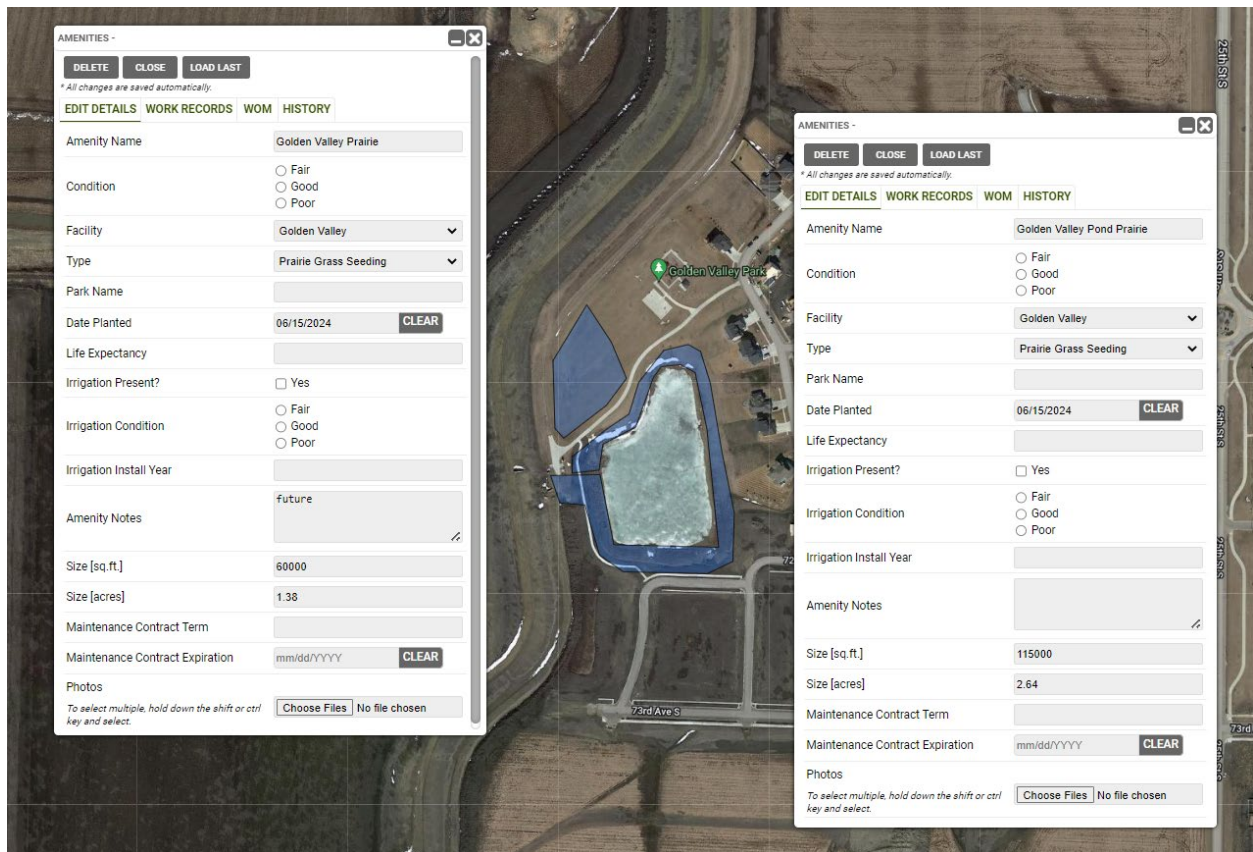 AMENITIES -
DELETE CLOSE LOAD LAST
* All changes are saved automatically.
EDIT DETAILS WORK RECORDS WOM HISTORY
Amenity Name Golden Valley Prairie
Condition
Fair
Good
Poor
Facility Golden Valley
Type Prairie Grass Seeding
Park Name
Date Planted 06/15/2024 CLEAR
Life Expectancy
Irrigation Present? Yes
Irrigation Condition
Fair
Good
Poor
Irrigation Install Year
Amenity Notes
future
Size [sq.ft.] 60000
Size [acres] 1.38
Maintenance Contract Term
Maintenance Contract Expiration mm/dd/YYYY CLEAR
Photos
To select multiple, hold down the shift or ctrl
key and select.
Choose Files No file chosen
Golden Valley Park
72
73rd Ave S
AMENITIES -
DELETE CLOSE LOAD LAST
* All changes are saved automatically.
EDIT DETAILS WORK RECORDS WOM HISTORY
Amenity Name Golden Valley Pond Prairie
Condition
Fair
Good
Poor
Facility Golden Valley
Type Prairie Grass Seeding
Park Name
Date Planted 06/15/2024 CLEAR
Life Expectancy
Irrigation Present? Yes
Irrigation Condition
Fair
Good
Poor
Irrigation Install Year
Amenity Notes
Size [sq.ft.] 115000
Size [acres] 2.64
Maintenance Contract Term
Maintenance Contract Expiration mm/dd/YYYY CLEAR
Photos
To select multiple, hold down the shift or ctrl
key and select.
Choose Files No file chosen
25th St S
25th St S
25th St S
73rd